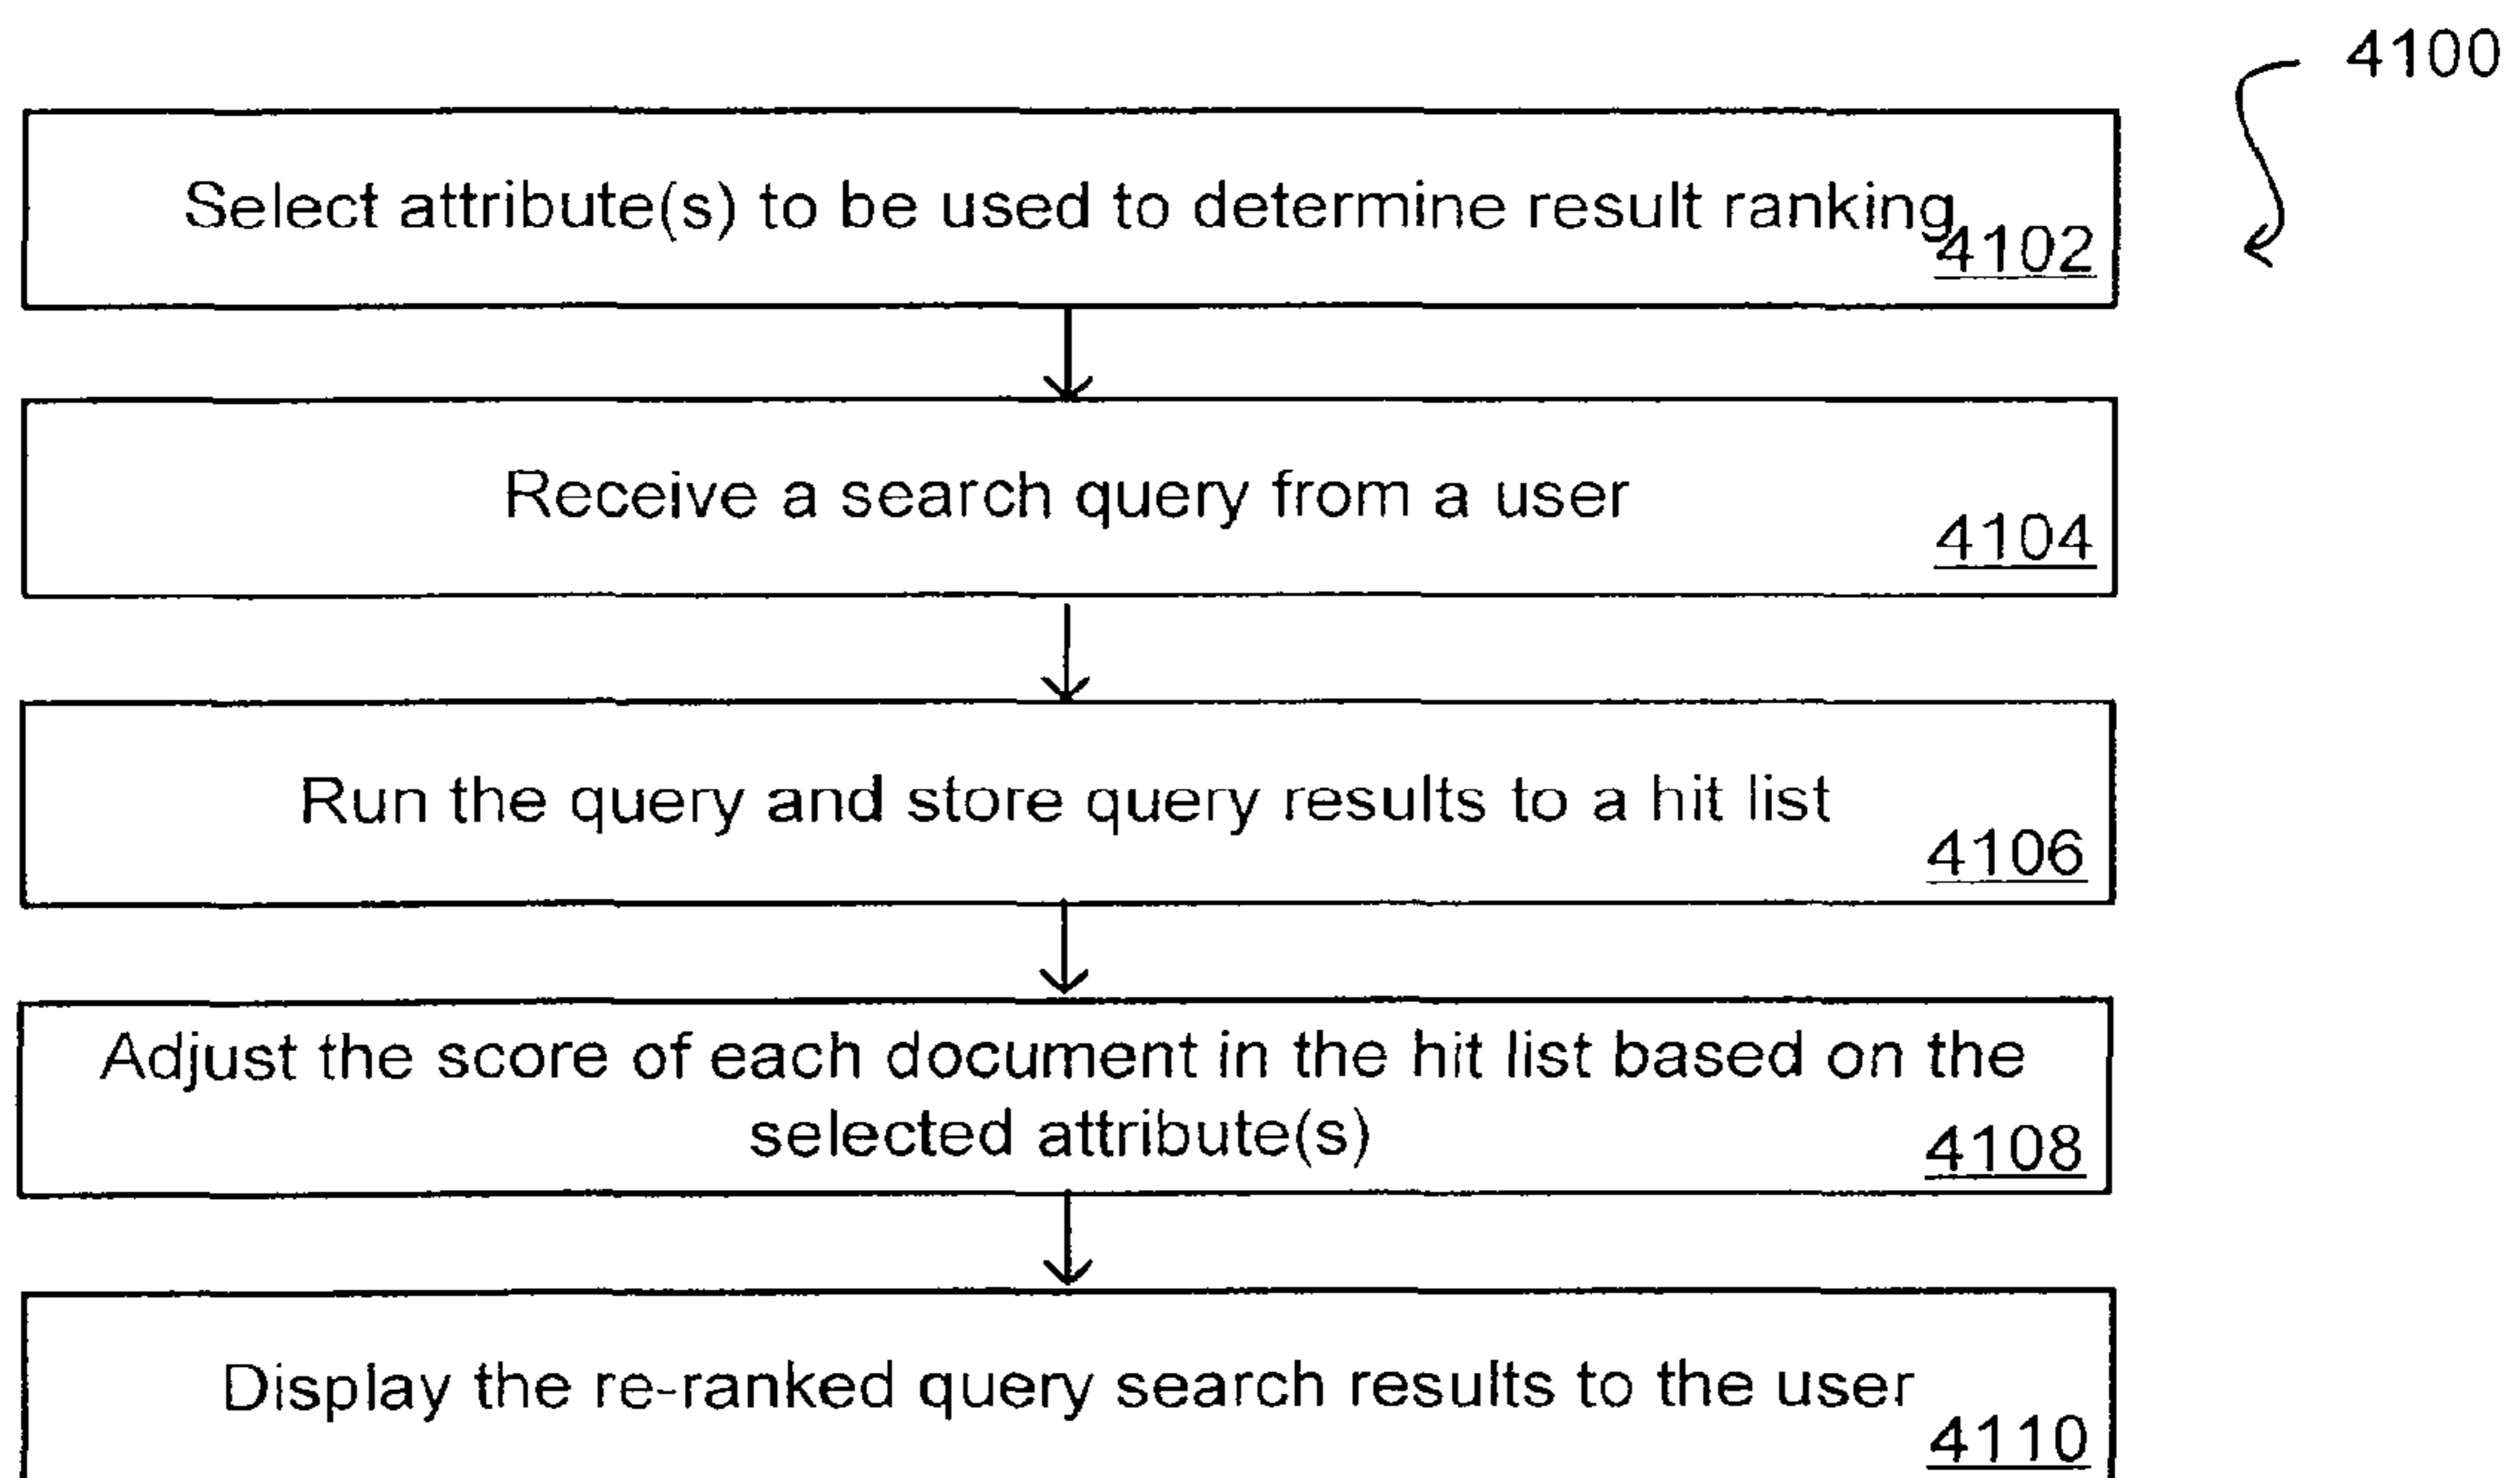 4100
Select attribute(s) to be used to determine result ranking
4102
Receive a search query from a user
4104
Run the query and store query results to a hit list
4106
Adjust the score of each document in the hit list based on the
selected attribute(s)
4108
Display the re-ranked query search results to the user
4110